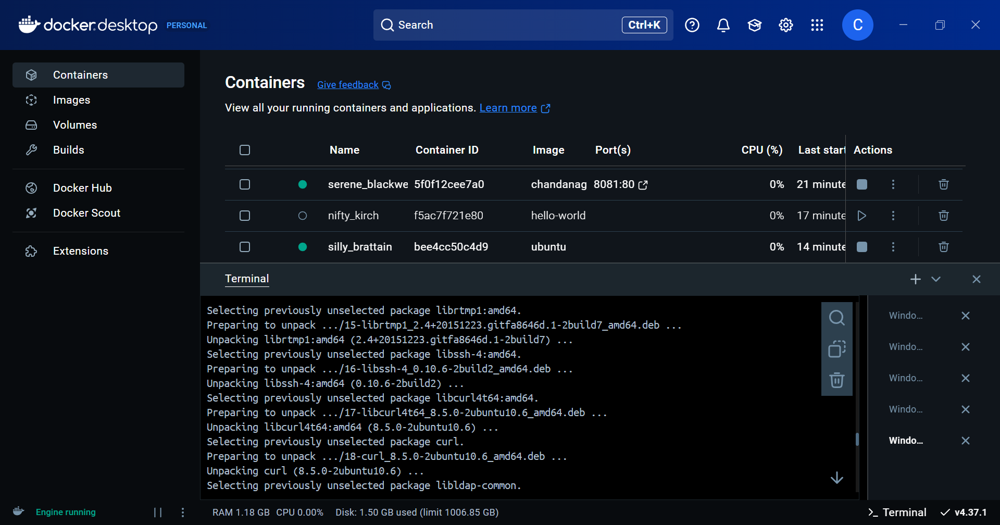 docker desktop PERSONAL
Search Ctrl+K
C
Containers
Images
Volumes
Builds
Docker Hub
Docker Scout
Extensions
Containers Give feedback
View all your running containers and applications. Learn more
Name Container ID Image Port(s) CPU (%) Last start Actions
serene_blackwe 5f0f12cee7a0 chandanag 8081:80 0% 21 minute
nifty_kirch f5ac7f721e80 hello-world 0% 17 minute
silly_brattain bee4cc50c4d9 ubuntu 0% 14 minute
Terminal
Selecting previously unselected package librtmp1:amd64.
Preparing to unpack .../15-librtmp1_2.4+20151223.gitfa8646d.1-2build7_amd64.deb ...
Unpacking librtmp1:amd64 (2.4+20151223.gitfa8646d.1-2build7) ...
Selecting previously unselected package libssh-4:amd64.
Preparing to unpack .../16-libssh-4_0.10.6-2build2_amd64.deb ...
Unpacking libssh-4:amd64 (0.10.6-2build2) ...
Selecting previously unselected package libcurl4t64:amd64.
Preparing to unpack .../17-libcurl4t64_8.5.0-2ubuntu10.6_amd64.deb ...
Unpacking libcurl4t64:amd64 (8.5.0-2ubuntu10.6) ...
Selecting previously unselected package curl.
Preparing to unpack .../18-curl_8.5.0-2ubuntu10.6_amd64.deb ...
Unpacking curl (8.5.0-2ubuntu10.6) ...
Selecting previously unselected package libldap-common.
Windo...
Windo...
Windo...
Windo...
Windo...
Engine running
RAM 1.18 GB CPU 0.00% Disk: 1.50 GB used (limit 1006.85 GB)
Terminal v4.37.1